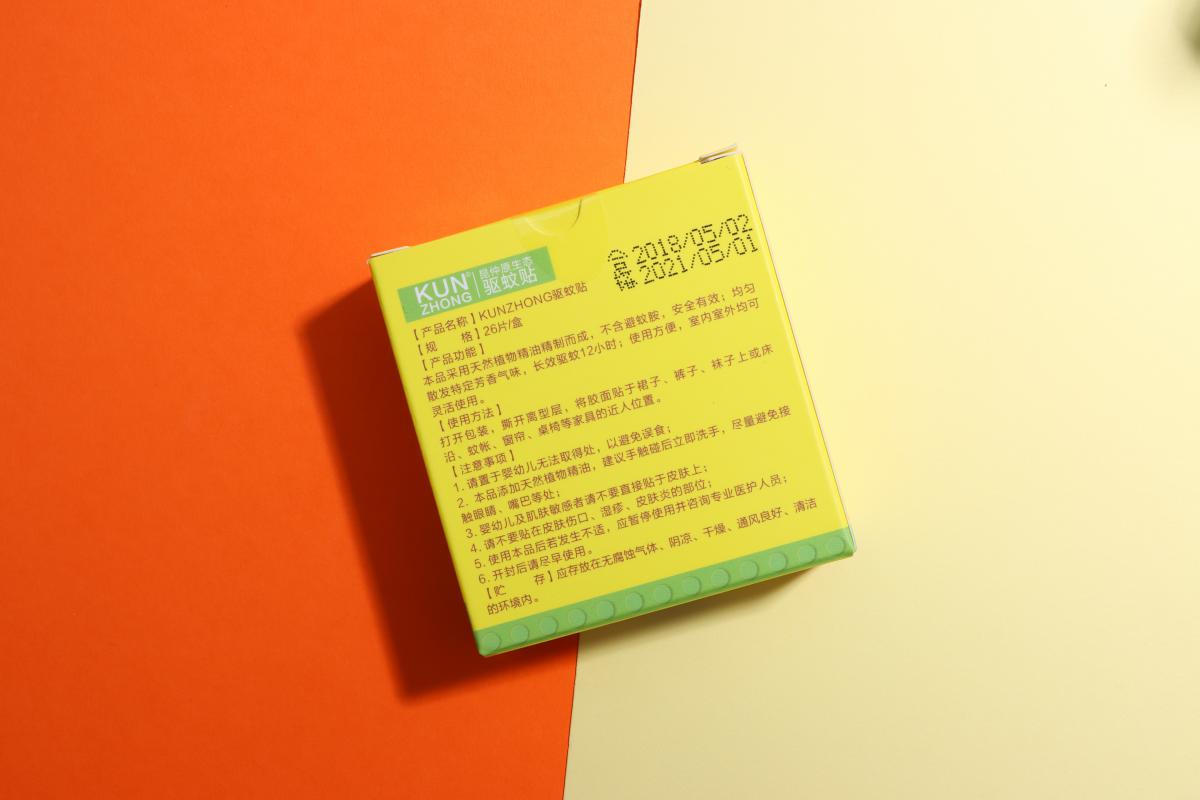 KUN®
ZHONG
昆仲原生态
驱蚊贴
2018/05/02
2021/05/01
【产品名称】KUNZHONG驱蚊贴
【规 格】26片/盒
【产品功能】
本品采用天然植物精油精制而成，不含避蚊胺，安全有效；均匀
散发特定芳香气味，长效驱蚊12小时；使用方便，室内室外均可
灵活使用。
【使用方法】
打开包装，撕开离型层，将胶面贴于裙子、裤子、袜子上或床
沿、蚊帐、窗帘、桌椅等家具的近人位置。
【注意事项】
1. 请置于婴幼儿无法取得处，以避免误食；
2. 本品添加天然植物精油，建议手触碰后立即洗手，尽量避免接
触眼睛、嘴巴等处；
3. 婴幼儿及肌肤敏感者请不要直接贴于皮肤上；
4. 请不要贴在皮肤伤口、湿疹、皮肤炎的部位；
5. 使用本品后若发生不适，应暂停使用并咨询专业医护人员；
6. 开封后请尽早使用。
【贮 存】应存放在无腐蚀气体、阴凉、干燥、通风良好、清洁
的环境内。